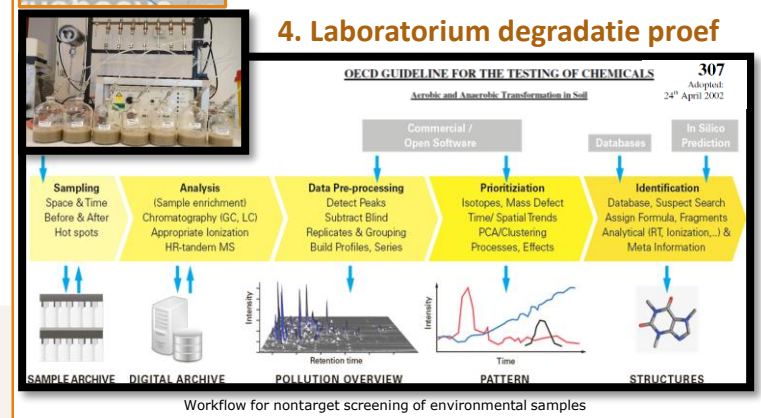 4. Laboratorium degradatie proef
OECD GUIDELINE FOR THE TESTING OF CHEMICALS
307
Adopted:
24th April 2002
Aerobic and Anaerobic Transformation in Soil
Commercial /
Open Software
Databases
In Silico
Prediction
Sampling
Space & Time
Before & After
Hot spots
Analysis
(Sample enrichment)
Chromatography (GC, LC)
Appropriate Ionization
HR-tandem MS
Data Pre-processing
Detect Peaks
Subtract Blind
Replicates & Grouping
Build Profiles, Series
Prioritiziation
Isotopes, Mass Defect
Time/ Spatial Trends
PCA/Clustering
Processes, Effects
Identification
Database, Suspect Search
Assign Formula, Fragments
Analytical (RT, Ionization,..) &
Meta Information
Intensity
Retention time
Intensity
Time
SAMPLE ARCHIVE
DIGITAL ARCHIVE
POLLUTION OVERVIEW
PATTERN
STRUCTURES
Workflow for nontarget screening of environmental samples